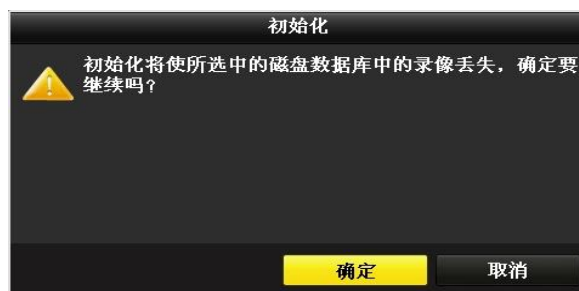 初始化
初始化将使所选中的磁盘数据库中的录像丢失，确定要
继续吗？
确定
取消